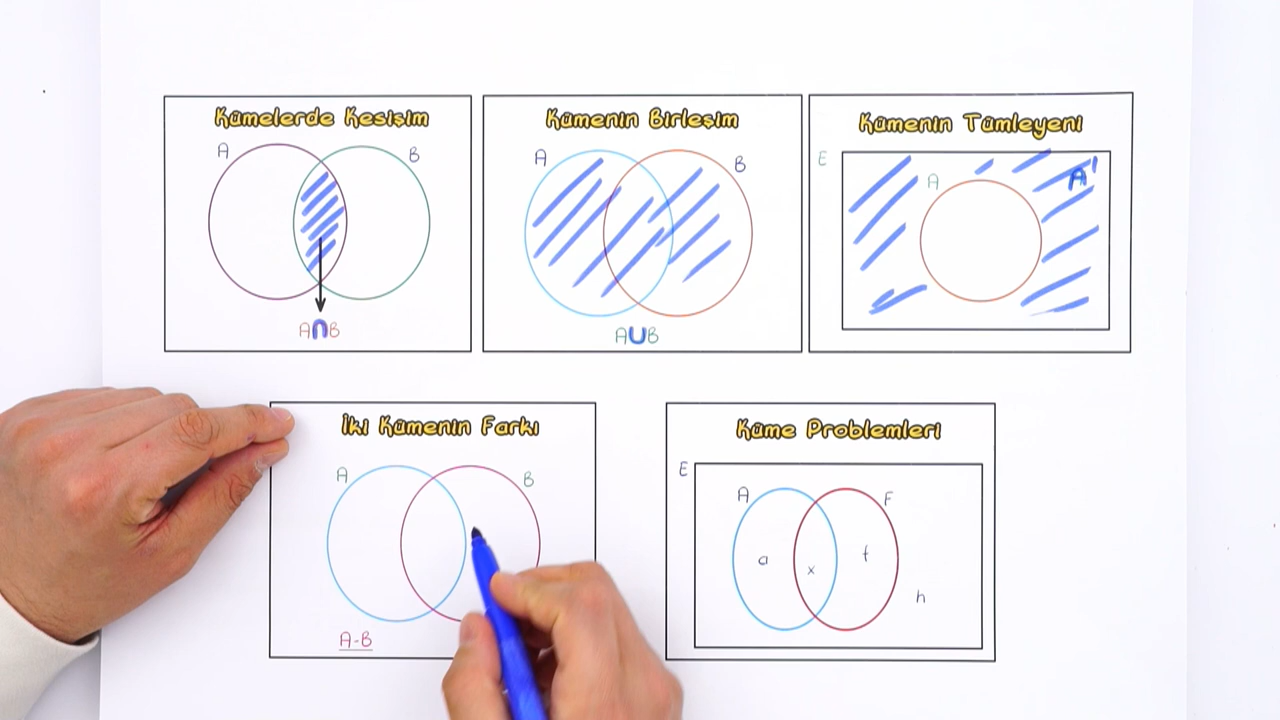 Kümelerde Kesişim
A
B
A∩B
Kümenin Birleşim
A
B
A∪B
Kümenin Tümleyeni
E
A
A'
İki Kümenin Farkı
A
B
A-B
Küme Problemleri
E
A
F
a
x
f
h